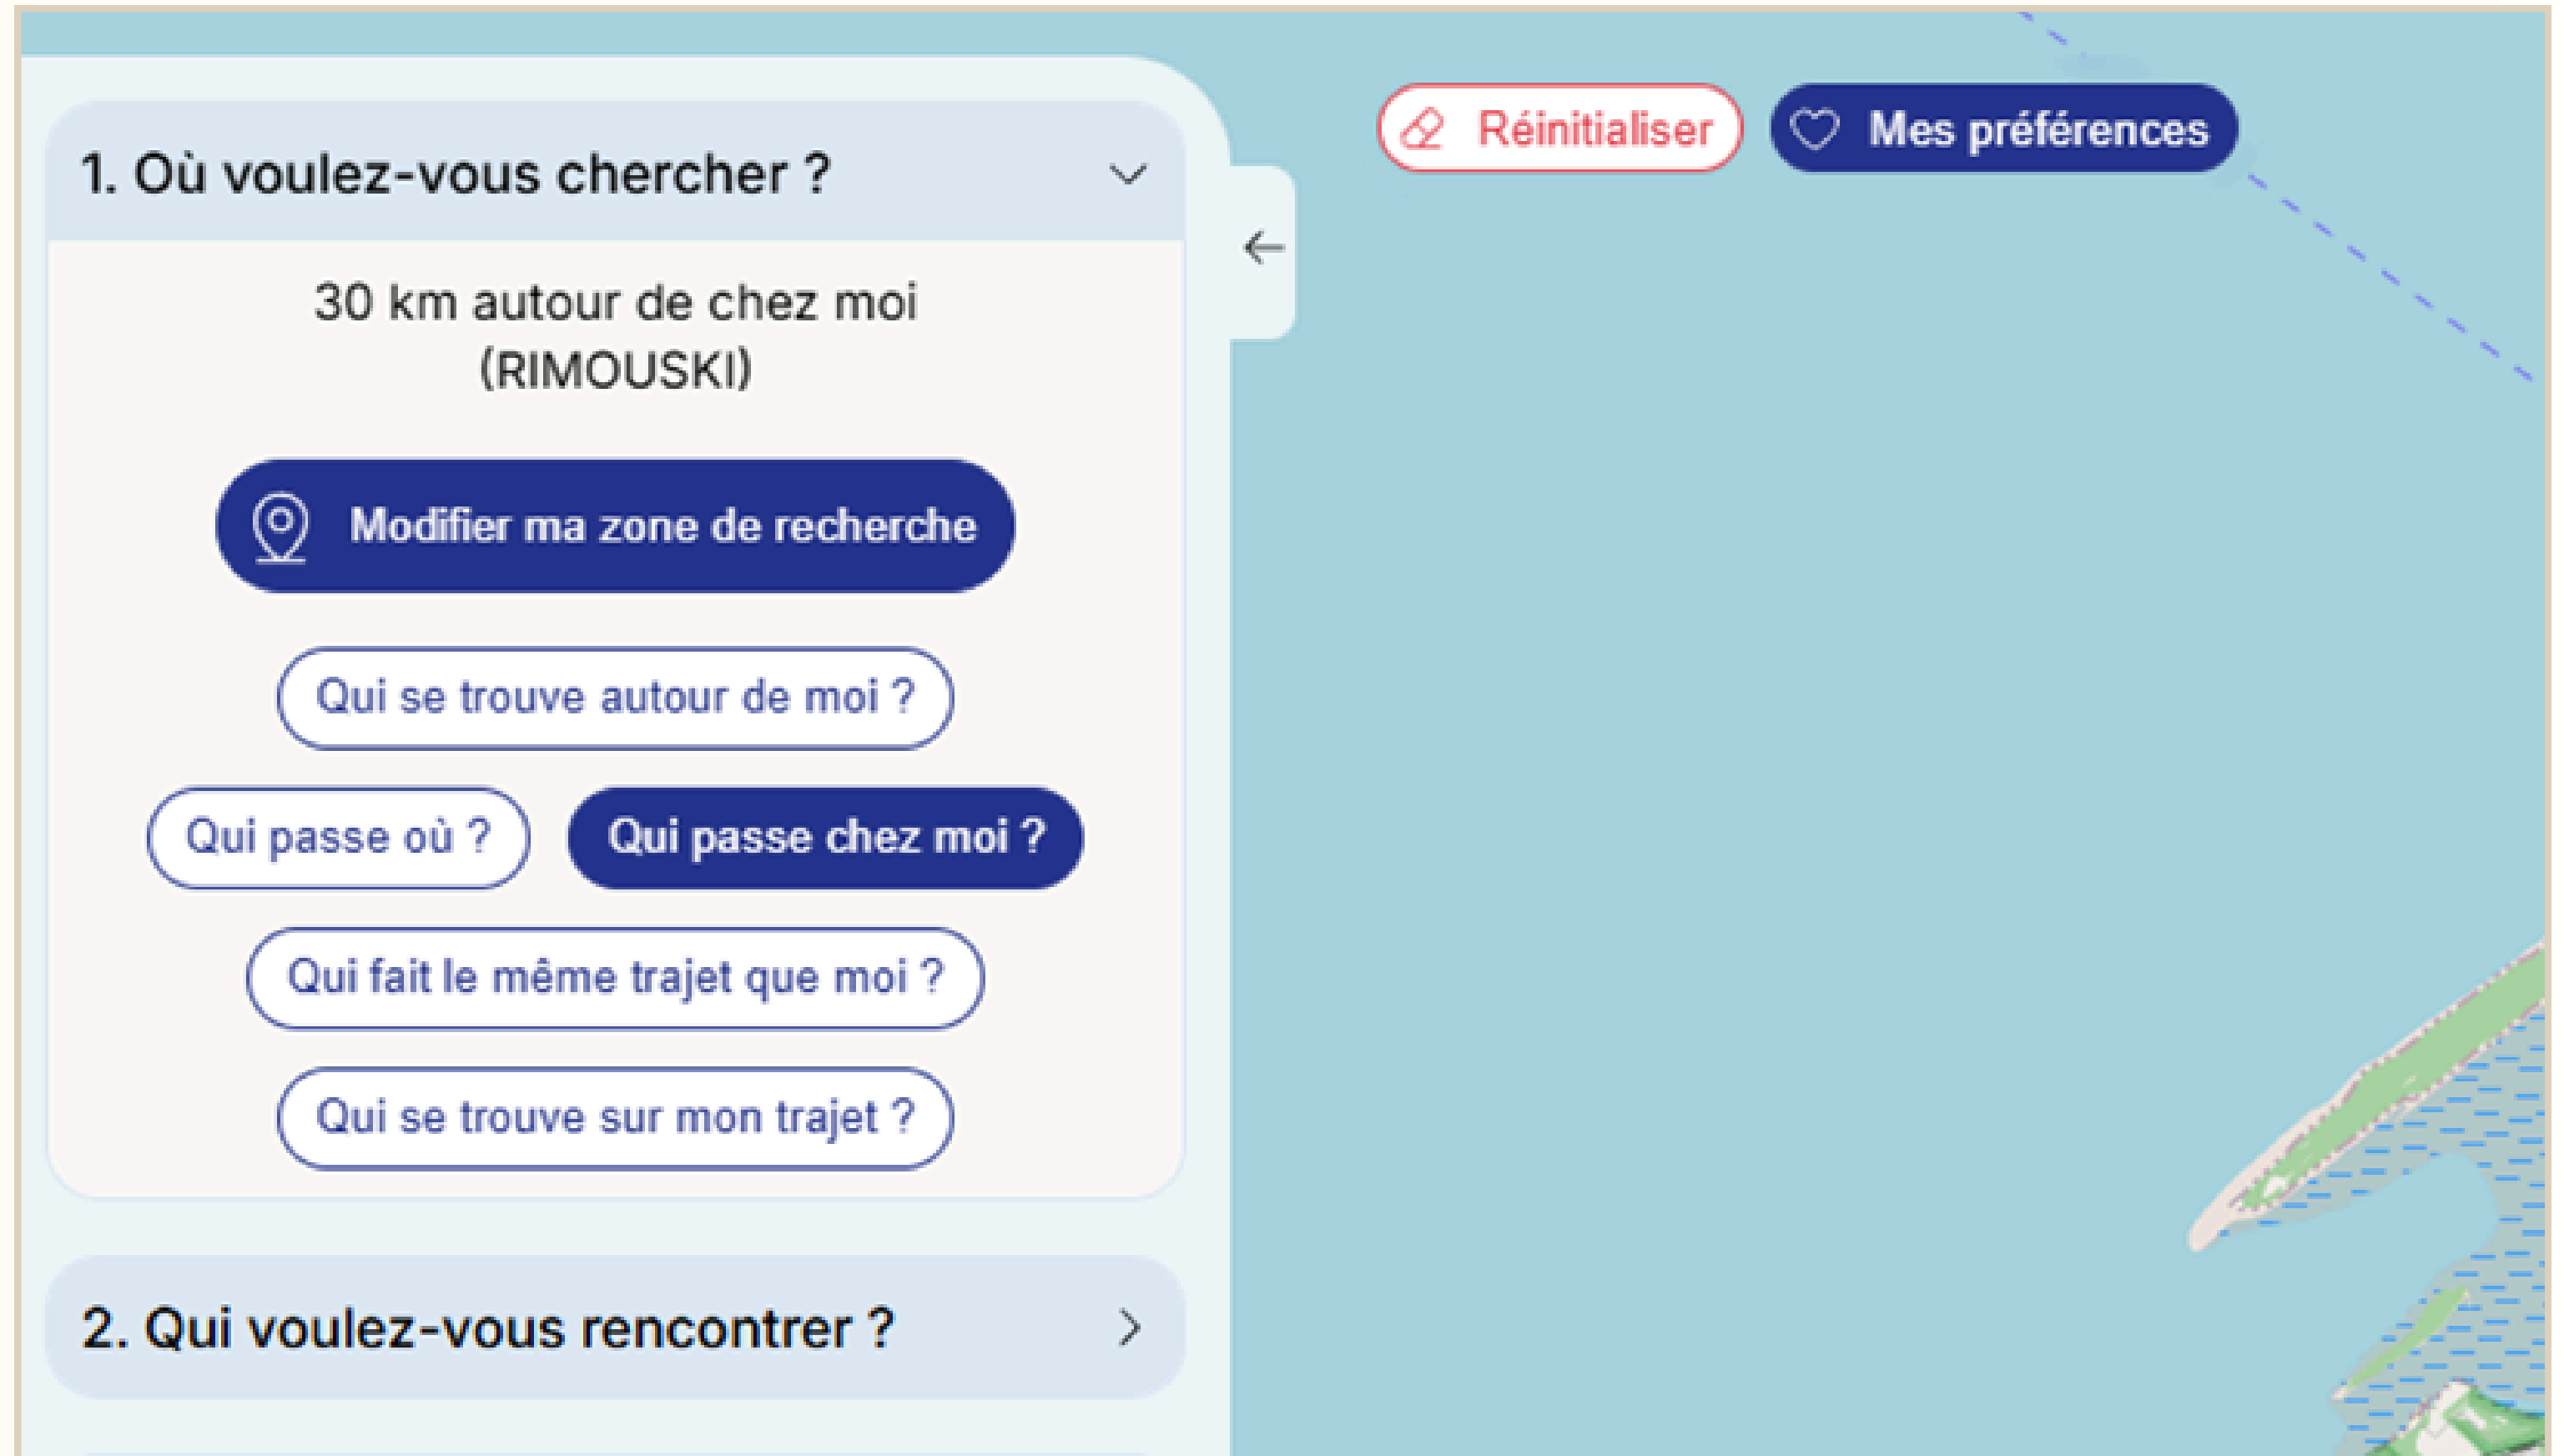 1. Où voulez-vous chercher ?
30 km autour de chez moi
(RIMOUSKI)
Modifier ma zone de recherche
Qui se trouve autour de moi ?
Qui passe où ?
Qui passe chez moi ?
Qui fait le même trajet que moi ?
Qui se trouve sur mon trajet ?
2. Qui voulez-vous rencontrer ?
Réinitialiser
Mes préférences